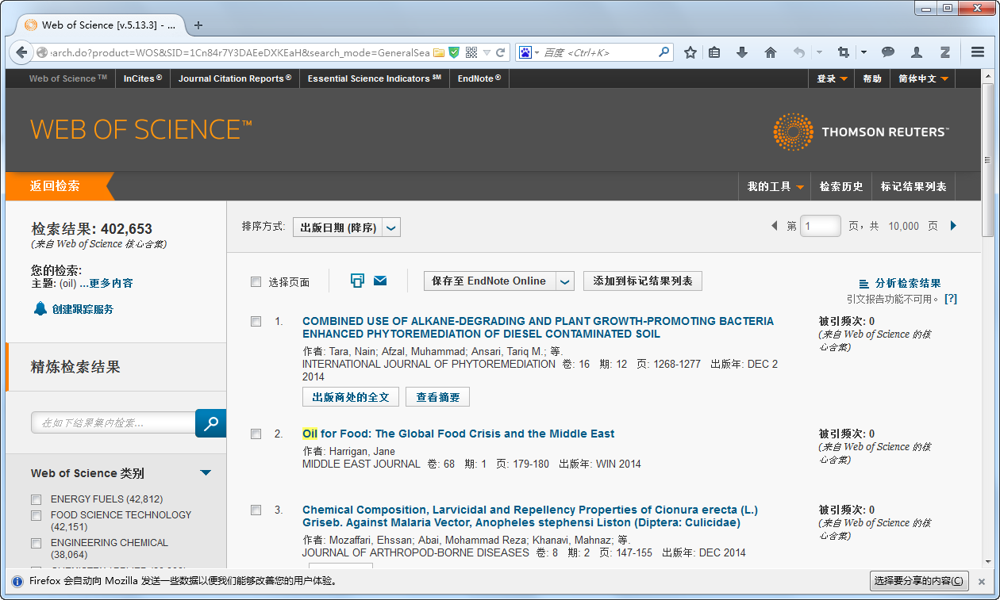 Web of Science [v.5.13.3] - ...
arch.do?product=WOS&SID=1Cn84r7Y3DAEeDXKEaH&search_mode=GeneralSea
百度 <Ctrl+K>
Web of Science™ InCites® Journal Citation Reports® Essential Science Indicators SM EndNote®
登录 帮助 简体中文
WEB OF SCIENCE™
THOMSON REUTERS™
返回检索
我的工具 检索历史 标记结果列表
检索结果: 402,653
(来自 Web of Science 核心合集)
您的检索:
主题: (oil) ...更多内容
创建跟踪服务
精炼检索结果
在如下结果集内检索...
Web of Science 类别
ENERGY FUELS (42,812)
FOOD SCIENCE TECHNOLOGY
(42,151)
ENGINEERING CHEMICAL
(38,064)
排序方式: 出版日期 (降序)
第 1 页，共 10,000 页
选择页面
保存至 EndNote Online
添加到标记结果列表
分析检索结果
引文报告功能不可用。 [?]
1. COMBINED USE OF ALKANE-DEGRADING AND PLANT GROWTH-PROMOTING BACTERIA
ENHANCED PHYTOREMEDIATION OF DIESEL CONTAMINATED SOIL
作者: Tara, Nain; Afzal, Muhammad; Ansari, Tariq M.; 等.
INTERNATIONAL JOURNAL OF PHYTOREMEDIATION 卷: 16 期: 12 页: 1268-1277 出版年: DEC 2
2014
出版商处的全文 查看摘要
被引频次: 0
(来自 Web of Science 的核
心合集)
2. Oil for Food: The Global Food Crisis and the Middle East
作者: Harrigan, Jane
MIDDLE EAST JOURNAL 卷: 68 期: 1 页: 179-180 出版年: WIN 2014
被引频次: 0
(来自 Web of Science 的核
心合集)
3. Chemical Composition, Larvicidal and Repellency Properties of Cionura erecta (L.)
Griseb. Against Malaria Vector, Anopheles stephensi Liston (Diptera: Culicidae)
作者: Mozaffari, Ehssan; Abai, Mohammad Reza; Khanavi, Mahnaz; 等.
JOURNAL OF ARTHROPOD-BORNE DISEASES 卷: 8 期: 2 页: 147-155 出版年: DEC 2014
被引频次: 0
(来自 Web of Science 的核
心合集)
Firefox 会自动向 Mozilla 发送一些数据以便我们能够改善您的用户体验。
选择要分享的内容(C)